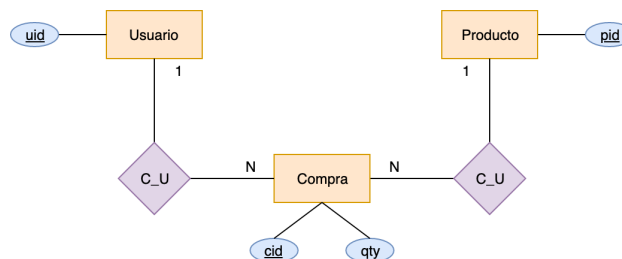 uid
Usuario
Producto
pid
1
1
C_U
N
Compra
N
C_U
cid
qty